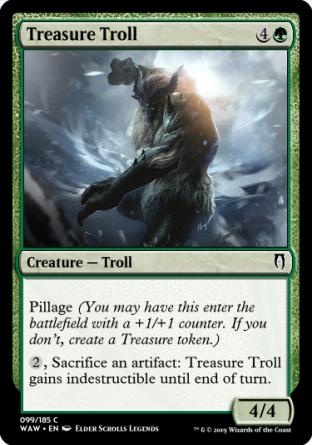 Treasure Troll 4
Creature — Troll
Pillage (You may have this enter the
battlefield with a +1/+1 counter. If you
don't, create a Treasure token.)
2, Sacrifice an artifact: Treasure Troll
gains indestructible until end of turn.
4/4
099/185 C
WAW • EN Elder Scrolls Legends
™ & © 2019 Wizards of the Coast